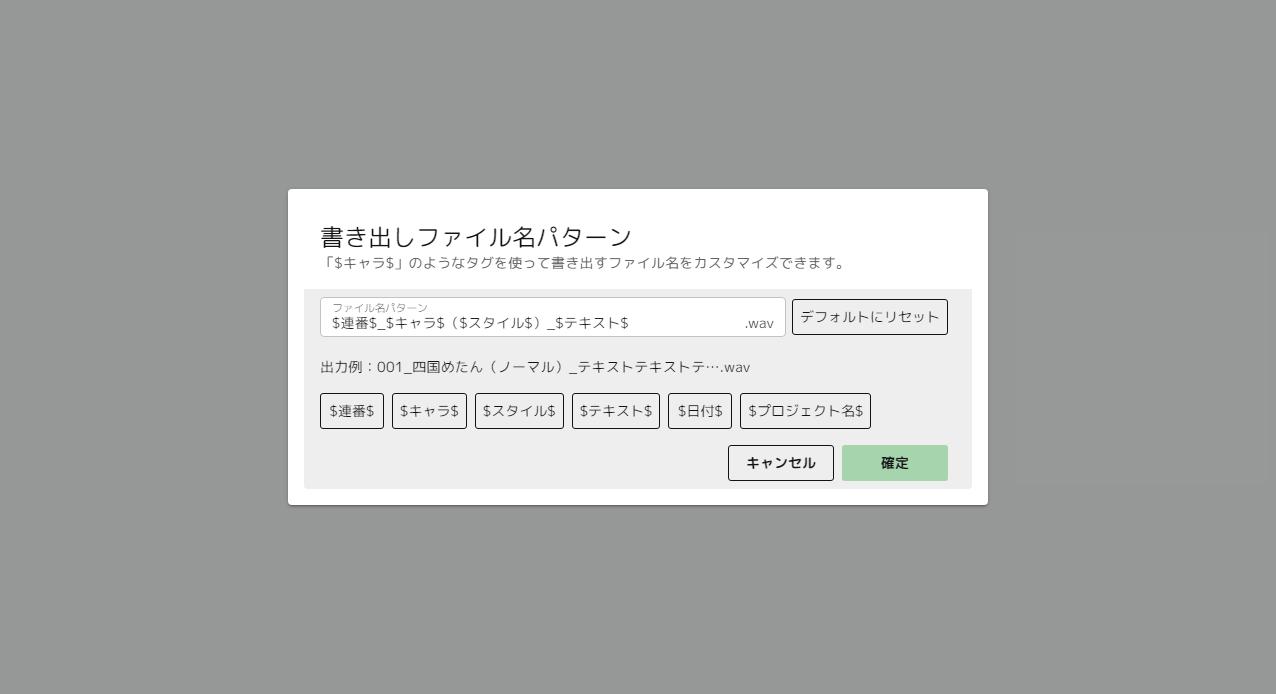 書き出しファイル名パターン
「$キャラ$」のようなタグを使って書き出すファイル名をカスタマイズできます。
ファイル名パターン
$連番$_$キャラ$（$スタイル$）_$テキスト$ .wav
デフォルトにリセット
出力例：001_四国めたん（ノーマル）_テキストテキストテ….wav
$連番$ $キャラ$ $スタイル$ $テキスト$ $日付$ $プロジェクト名$
キャンセル 確定